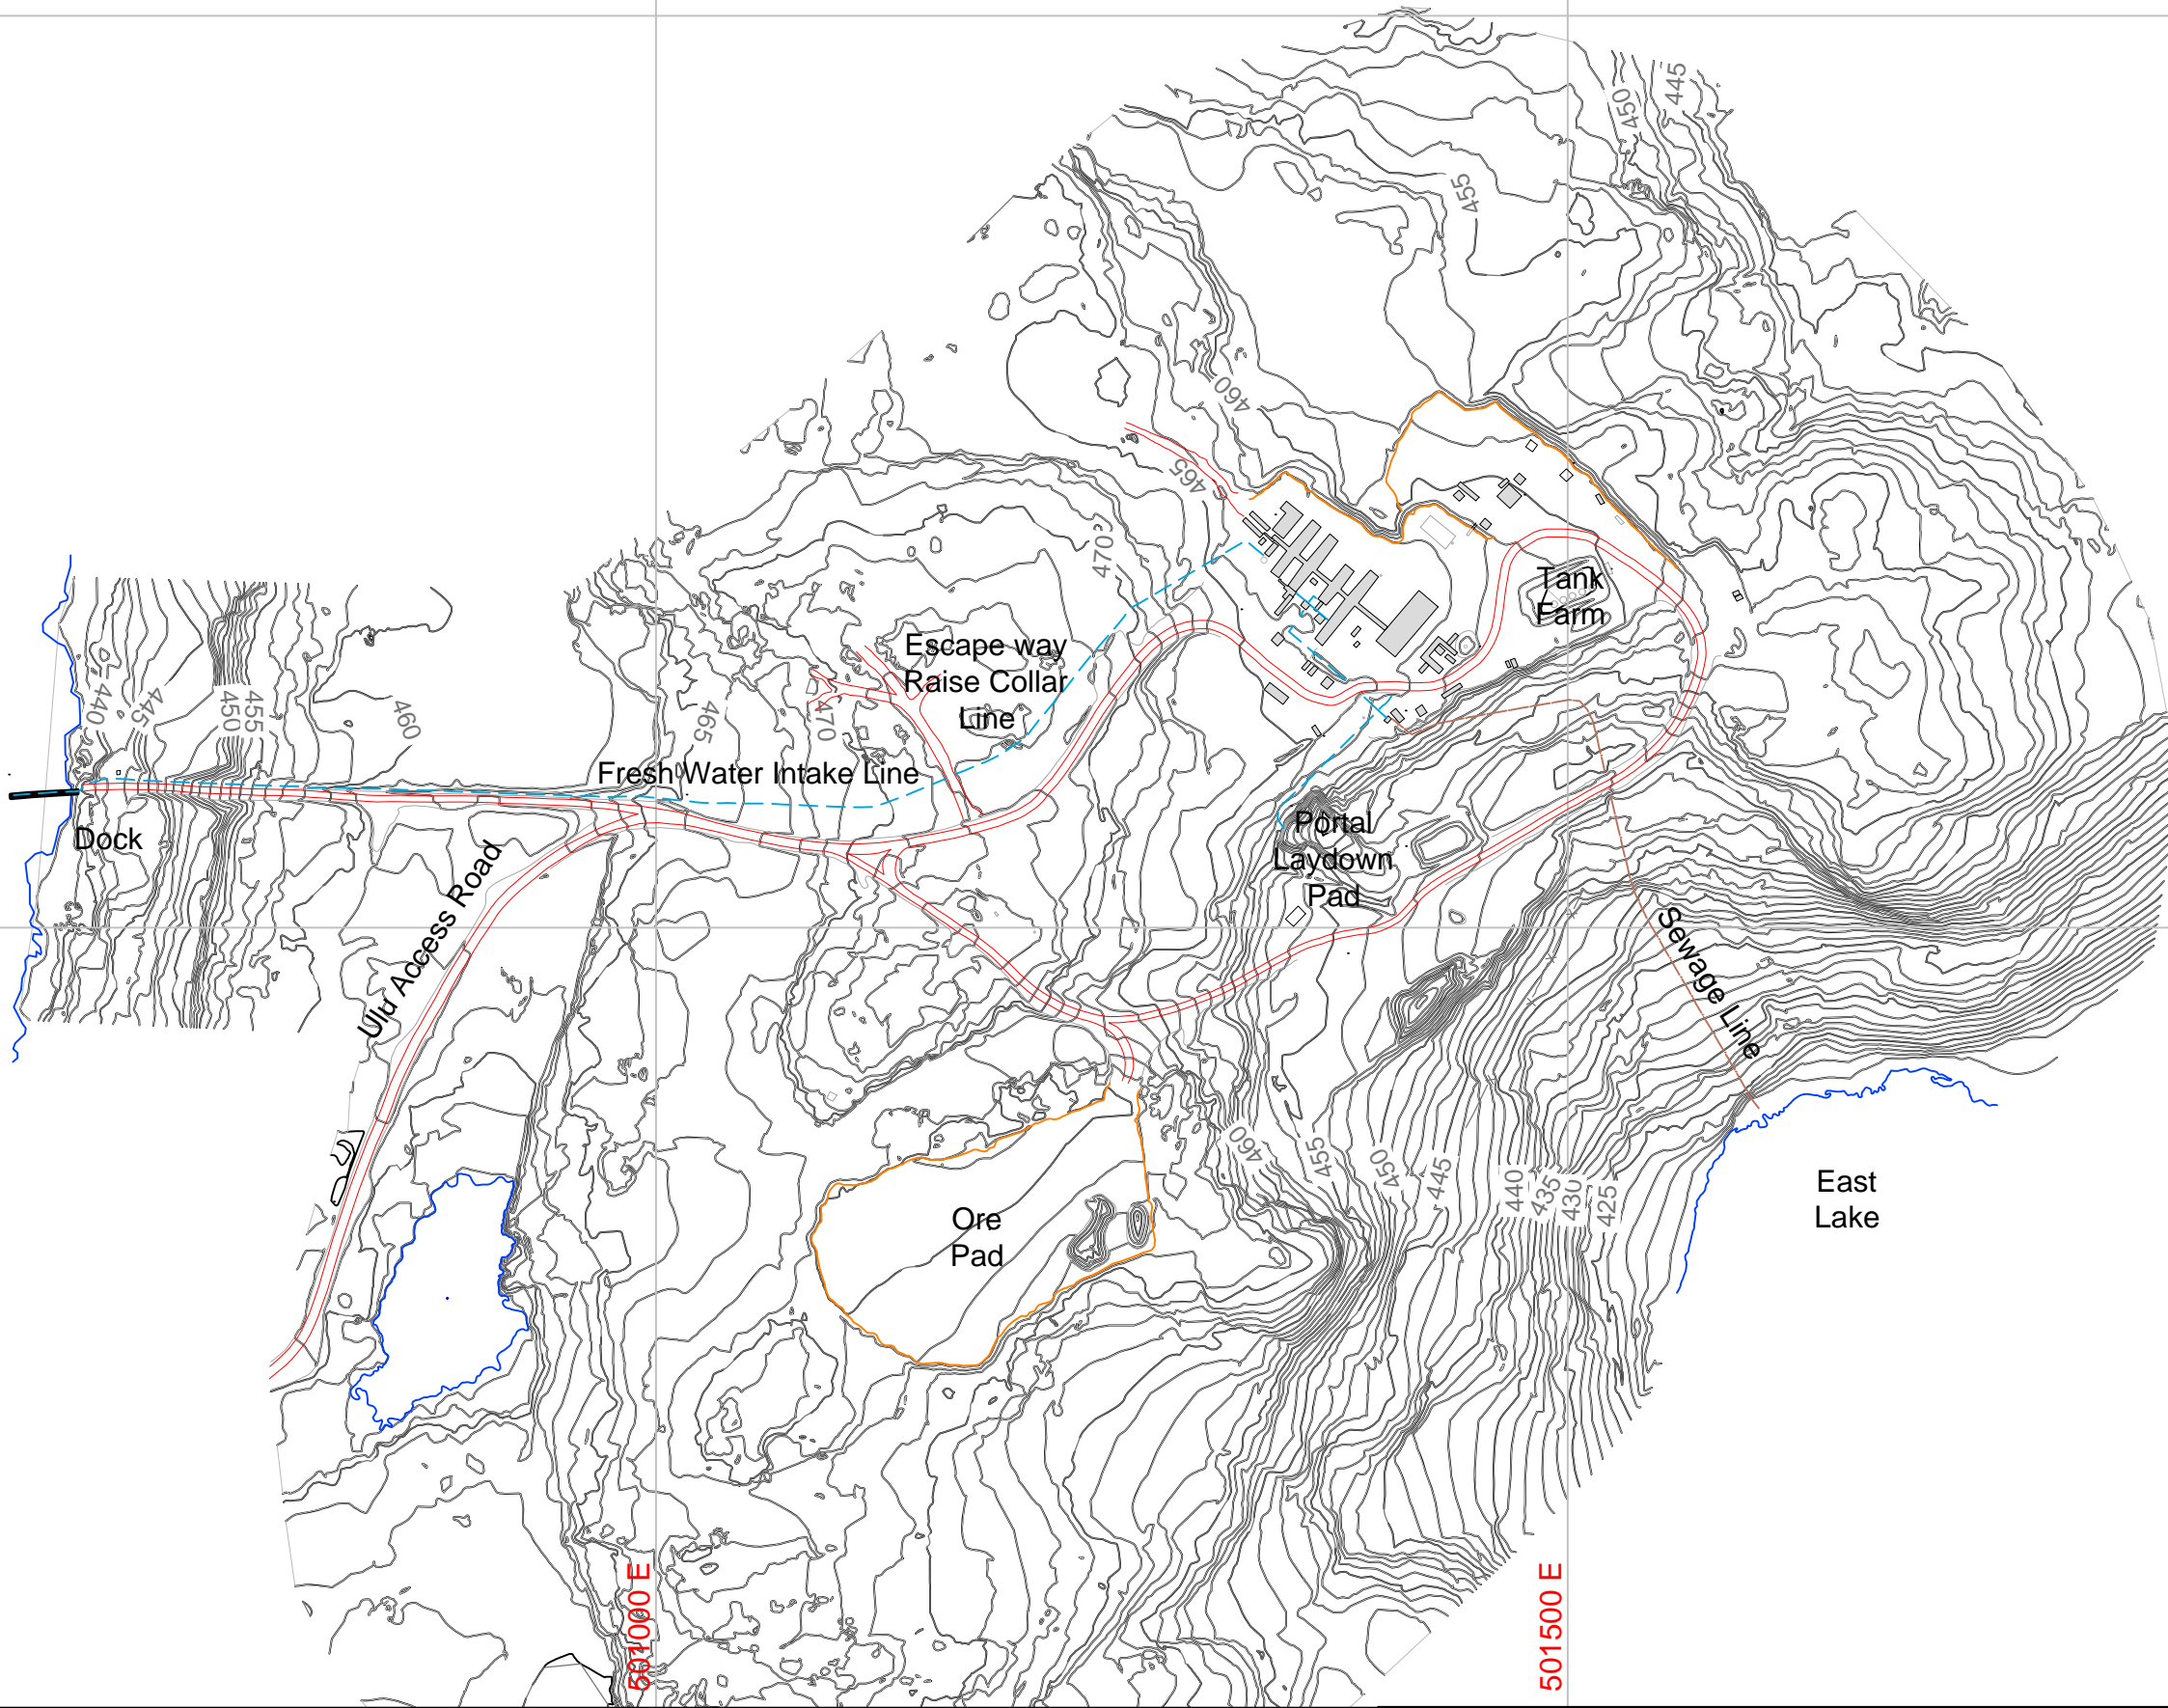 450
445
455
460
465
470
Tank
Farm
Escape way
Raise Collar
Line
440
445
450
455
460
465
470
Fresh Water Intake Line
Dock
Portal
Laydown
Pad
Ulu Access Road
Sewage Line
460
455
450
445
440
435
430
425
East
Lake
Ore
Pad
501000 E
501500 E